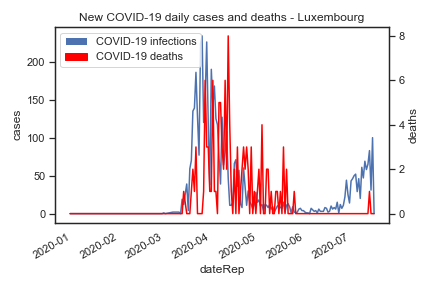 New COVID-19 daily cases and deaths - Luxembourg
COVID-19 infections
COVID-19 deaths
cases
200
150
100
50
0
deaths
8
6
4
2
0
2020-01
2020-02
2020-03
2020-04
2020-05
2020-06
2020-07
dateRep